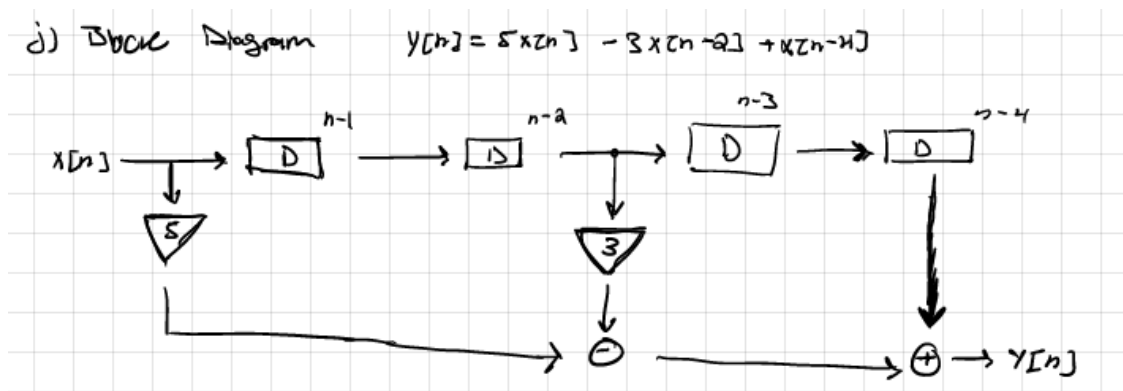 j) Block Diagram y[n] = 5x[n] - 3x[n-2] + x[n-4]
n-1 n-2 n-3 n-4
x[n] D D D D
5 3
- + y[n]